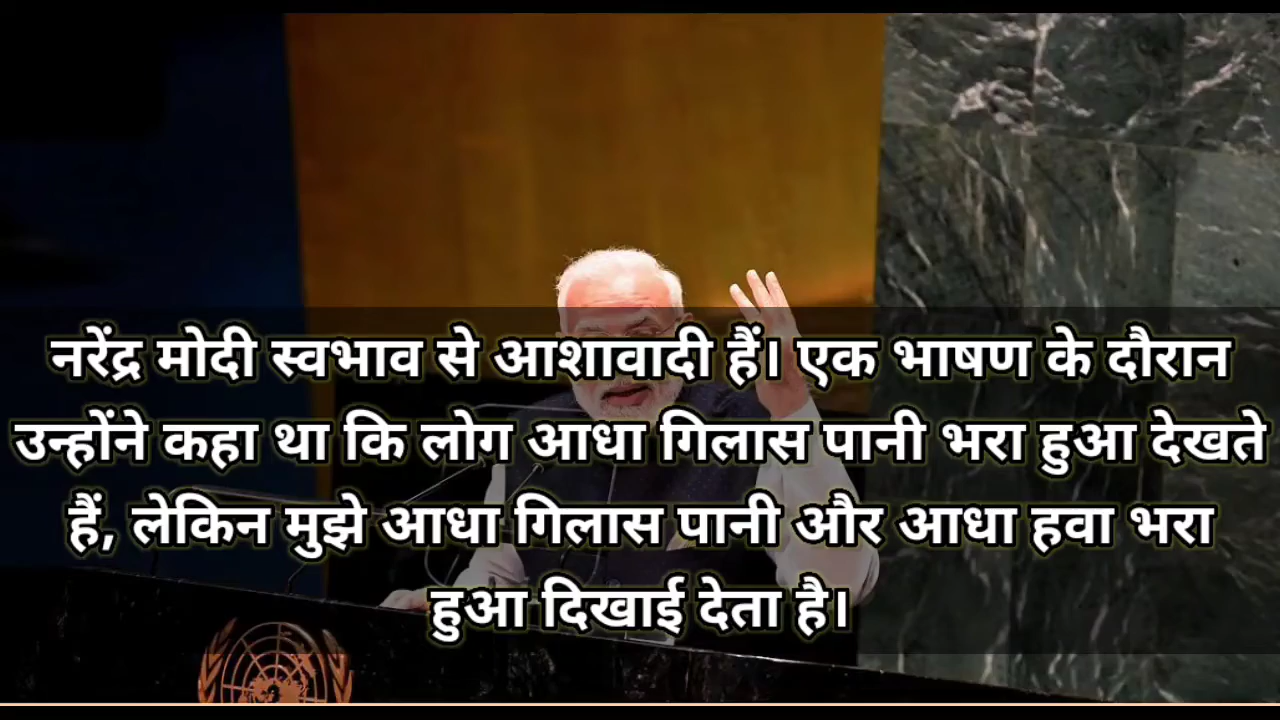 नरेंद्र मोदी स्वभाव से आशावादी हैं। एक भाषण के दौरान
उन्होंने कहा था कि लोग आधा गिलास पानी भरा हुआ देखते
हैं, लेकिन मुझे आधा गिलास पानी और आधा हवा भरा
हुआ दिखाई देता है।